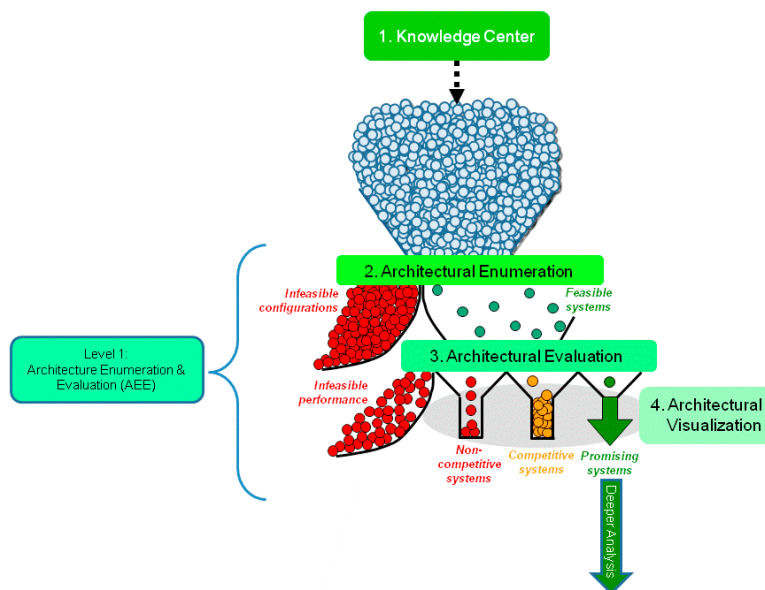 1. Knowledge Center
2. Architectural Enumeration
Infeasible
configurations
Feasible
systems
Level 1:
Architecture Enumeration &
Evaluation (AEE)
3. Architectural Evaluation
Infeasible
performance
4. Architectural
Visualization
Non-
competitive
systems
Competitive
systems
Promising
systems
Deeper Analysis